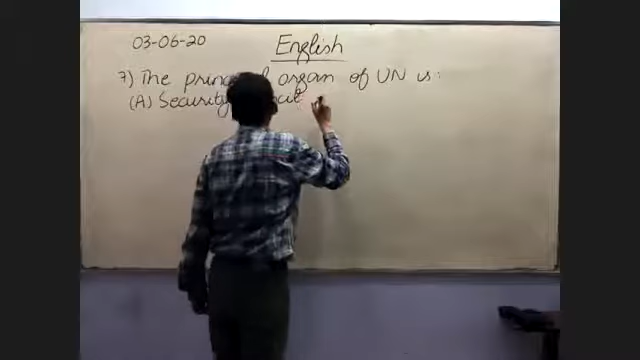 03-06-20
English
7) The principal organ of UN is:
(A) Security